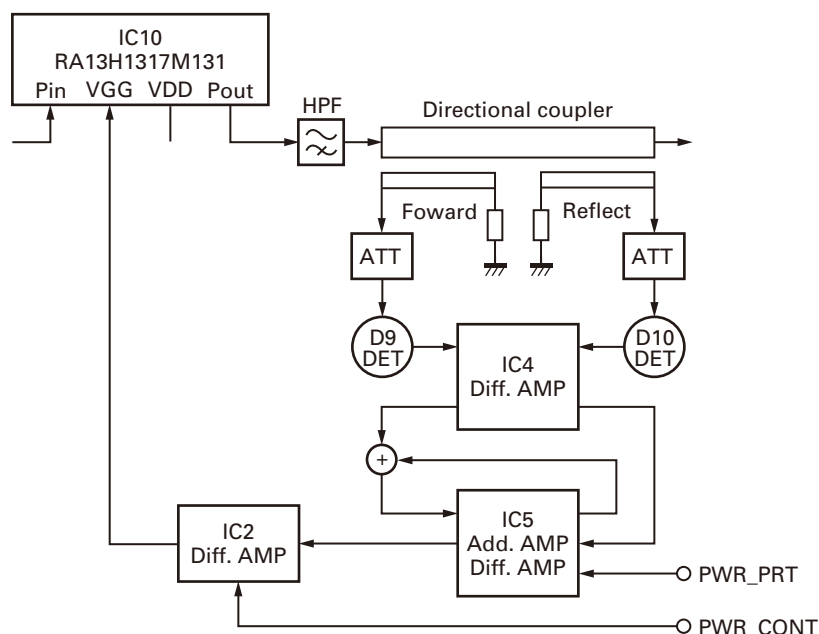 IC10
RA13H1317M131
Pin VGG VDD Pout
HPF
Directional coupler
Foward
Reflect
ATT
ATT
D9
DET
D10
DET
IC4
Diff. AMP
+
IC5
Add. AMP
Diff. AMP
IC2
Diff. AMP
PWR_PRT
PWR_CONT